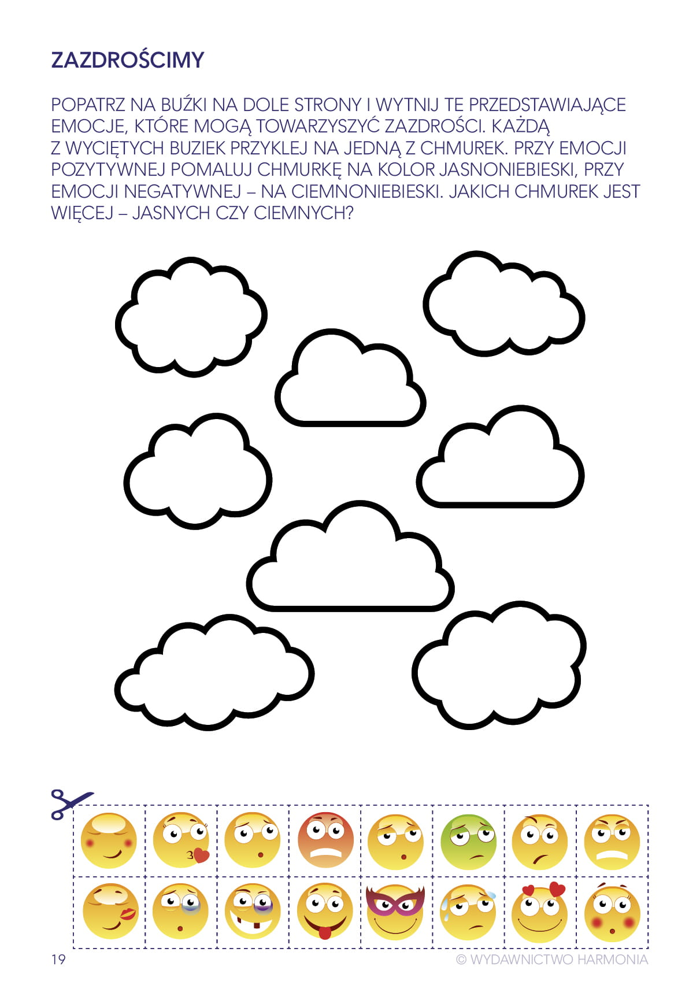 ZAZDROŚCIMY
POPATRZ NA BUŹKI NA DOLE STRONY I WYTNIJ TE PRZEDSTAWIAJĄCE
EMOCJE, KTÓRE MOGĄ TOWARZYSZYĆ ZAZDROŚCI. KAŻDĄ
Z WYCIĘTYCH BUZIEK PRZYKLEJ NA JEDNĄ Z CHMUREK. PRZY EMOCJI
POZYTYWNEJ POMALUJ CHMURKĘ NA KOLOR JASNONIEBIESKI, PRZY
EMOCJI NEGATYWNEJ – NA CIEMNONIEBIESKI. JAKICH CHMUREK JEST
WIĘCEJ – JASNYCH CZY CIEMNYCH?
19
© WYDAWNICTWO HARMONIA